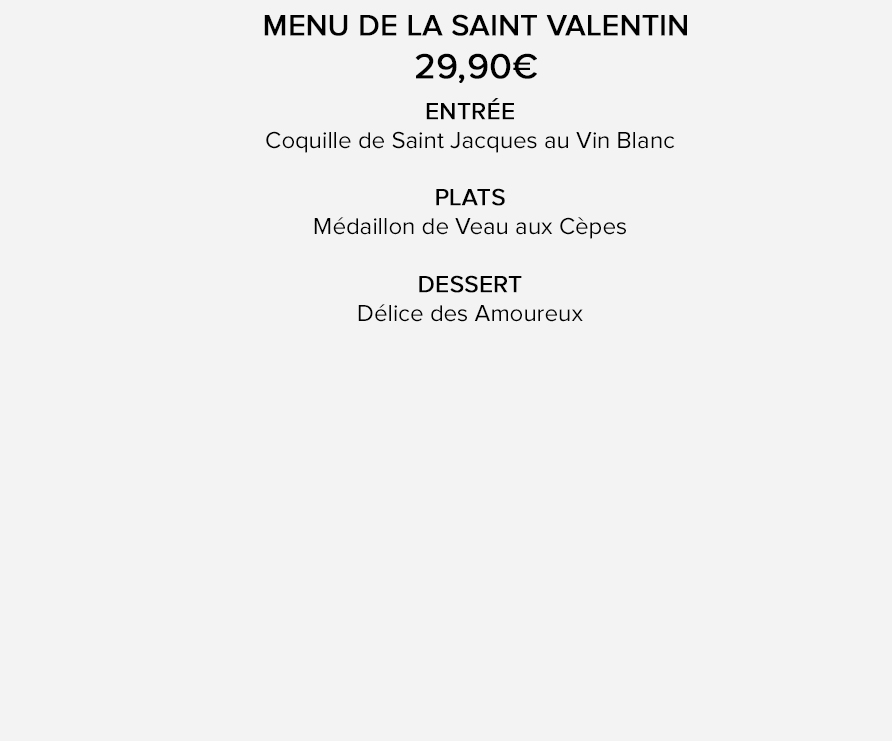 MENU DE LA SAINT VALENTIN
29,90€
ENTRÉE
Coquille de Saint Jacques au Vin Blanc
PLATS
Médaillon de Veau aux Cèpes
DESSERT
Délice des Amoureux